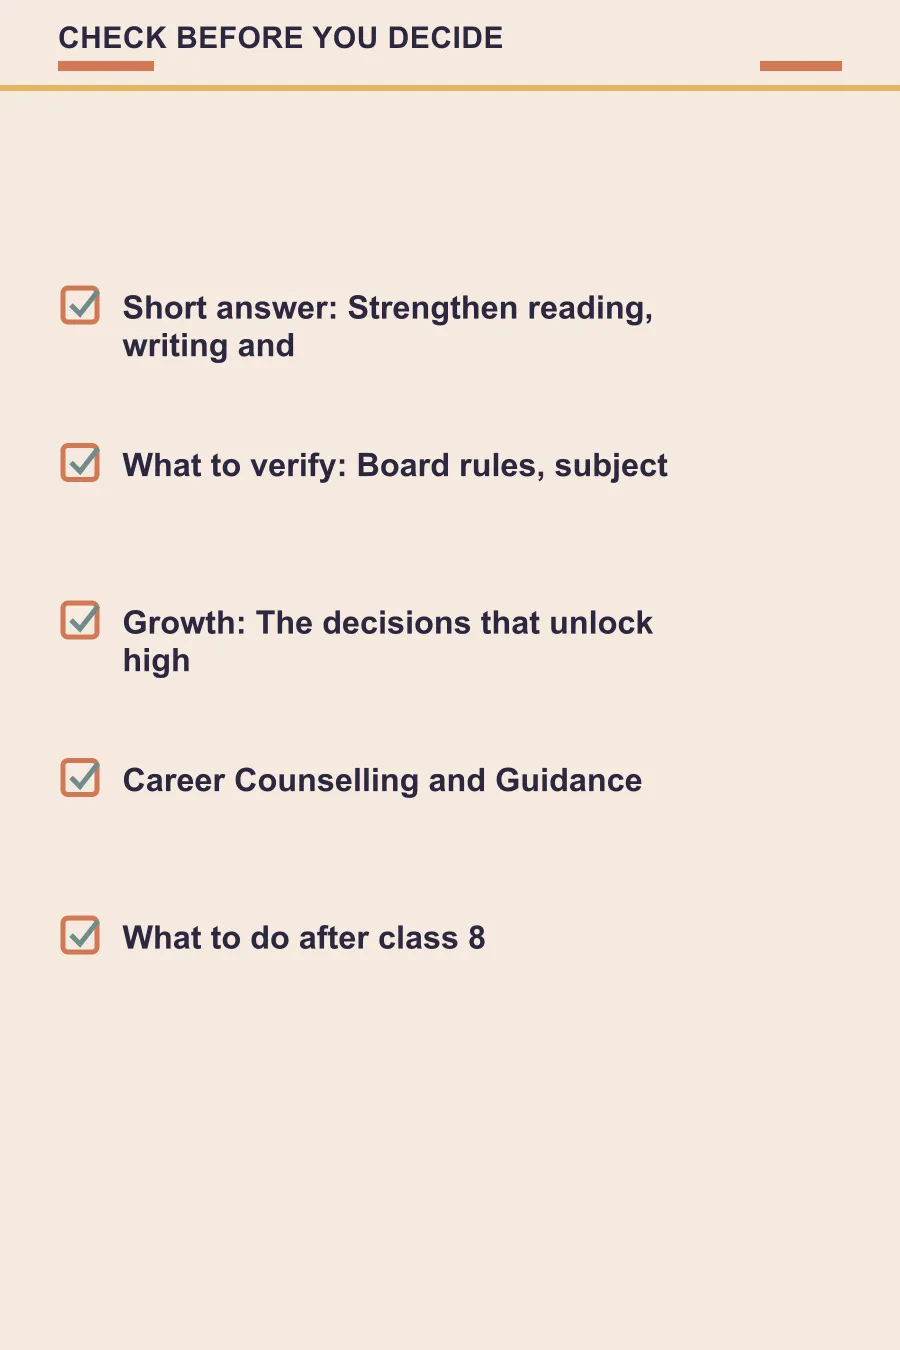 CHECK BEFORE YOU DECIDE
Short answer: Strengthen reading,
writing and
What to verify: Board rules, subject
Growth: The decisions that unlock
high
Career Counselling and Guidance
What to do after class 8